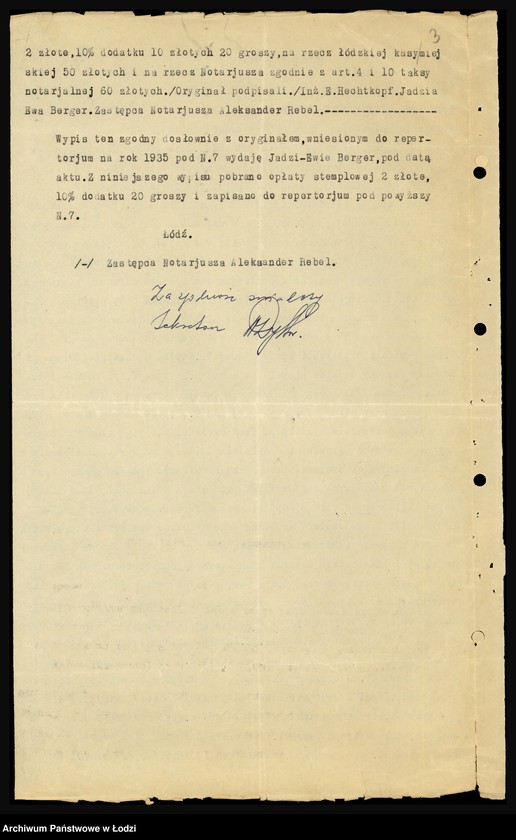 3
2 złote,10% dodatku 10 złotych 20 groszy,na rzecz łódzkiej kasymiej
skiej 50 złotych i na rzecz Notarjusza zgodnie z art.4 i 10 taksy
notarjalnej 60 złotych./Oryginał podpisali./Inż.E.Hechtkopf.Jadzia
Ewa Berger.Zastępca Notarjusza Aleksander Rebel.-----------------
Wypis ten zgodny dosłownie z oryginałem,wniesionym do reper-
torjum na rok 1935 pod N.7 wydaję Jadzi-Ewie Berger,pod datą
aktu.Z niniejszego wypisu pobrano opłaty stemplowej 2 złote,
10% dodatku 20 groszy i zapisano do repertorjum pod powyższy
N.7.
Łódź.
/-/ Zastępca Notarjusza Aleksander Rebel.
Za zgodność
Sekretarz
Archiwum Państwowe w Łodzi